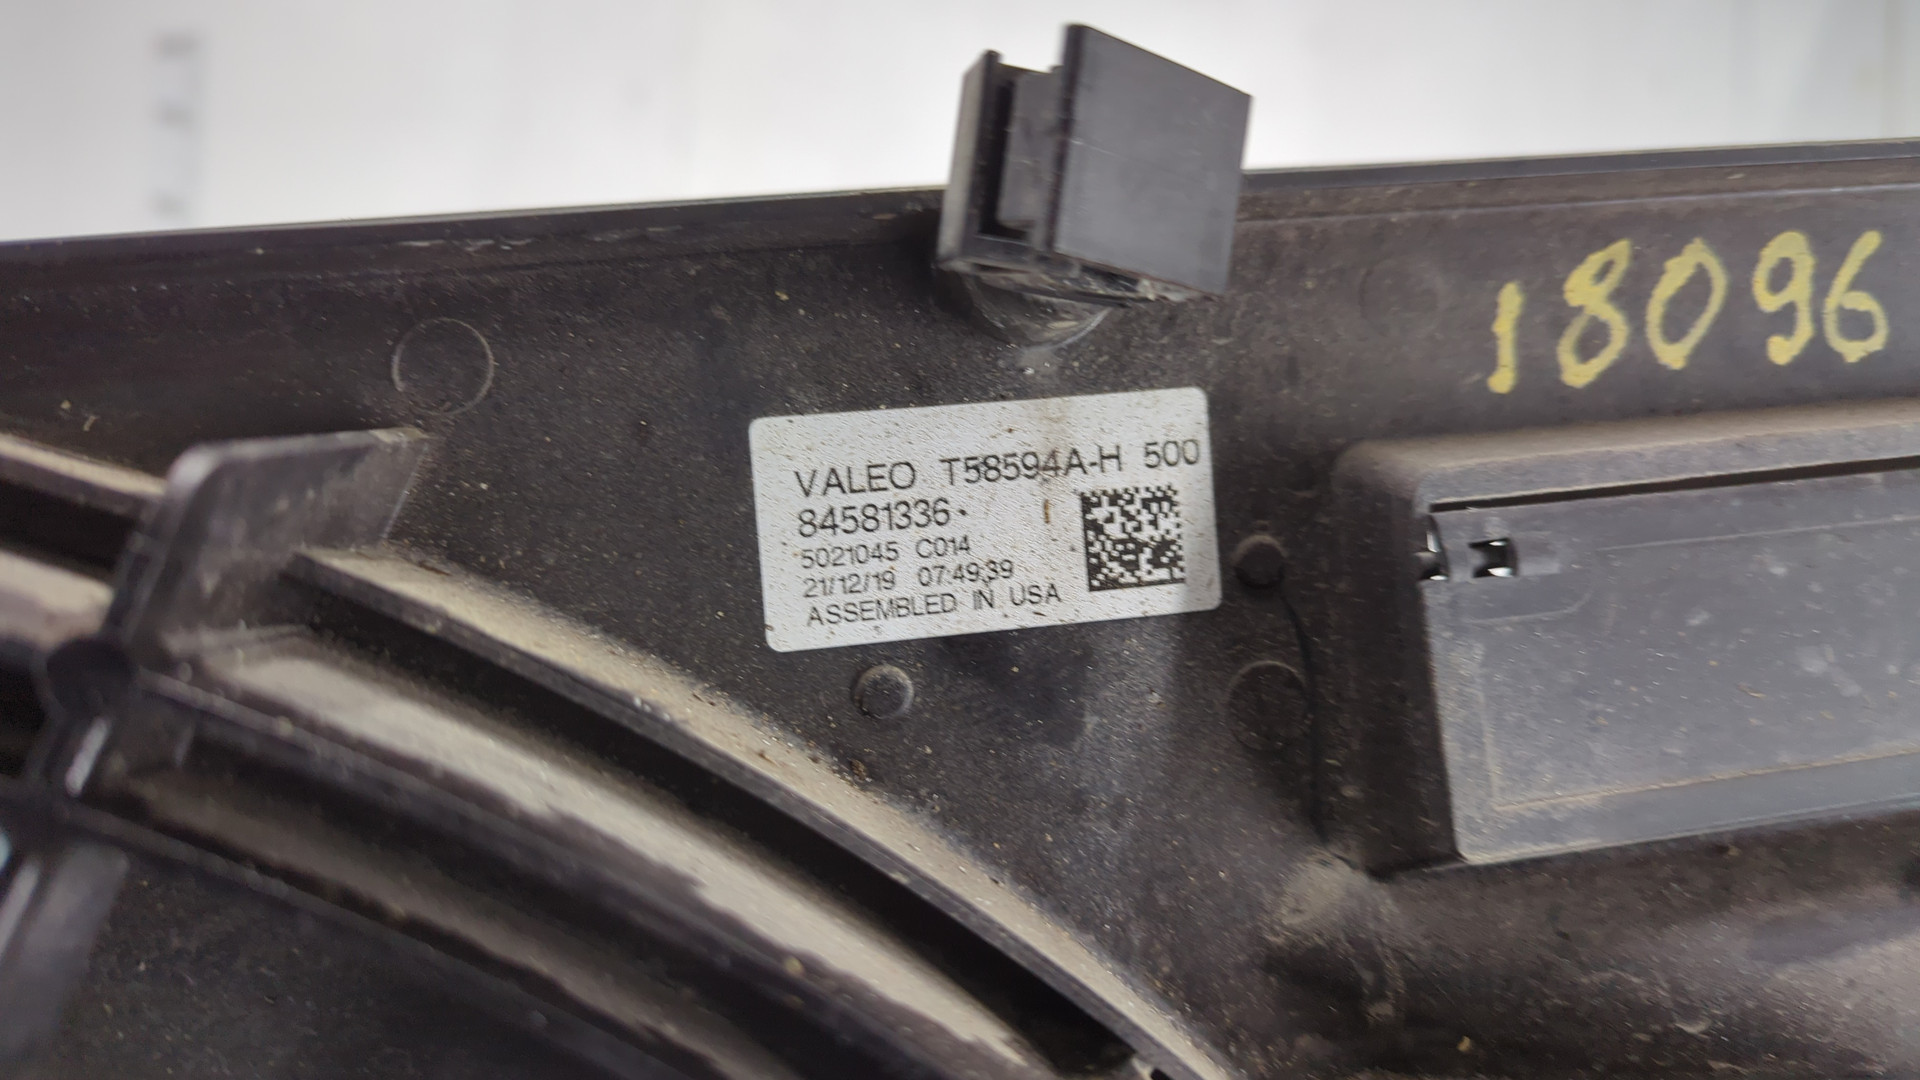 18096
VALEO T58594A-H 500
84581336
5021045 C014
21/12/19 07:49:39
ASSEMBLED IN USA